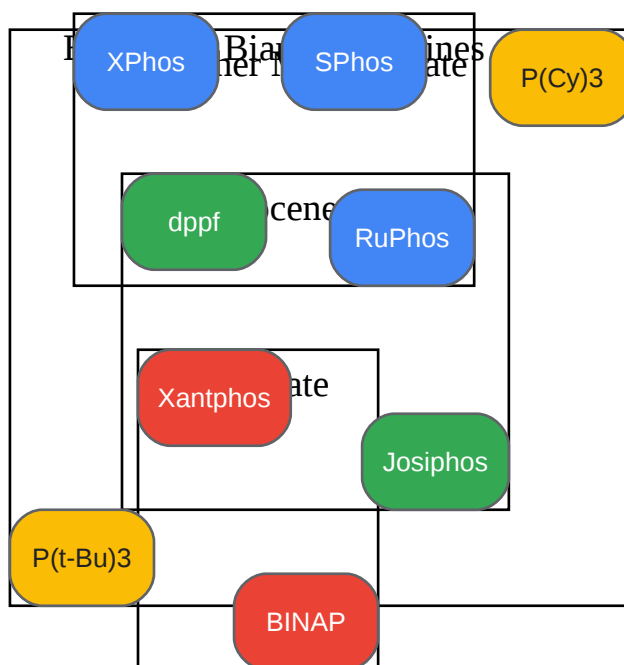 XPhos
SPhos
P(Cy)3
dppf
RuPhos
Xantphos
Josiphos
P(t-Bu)3
BINAP